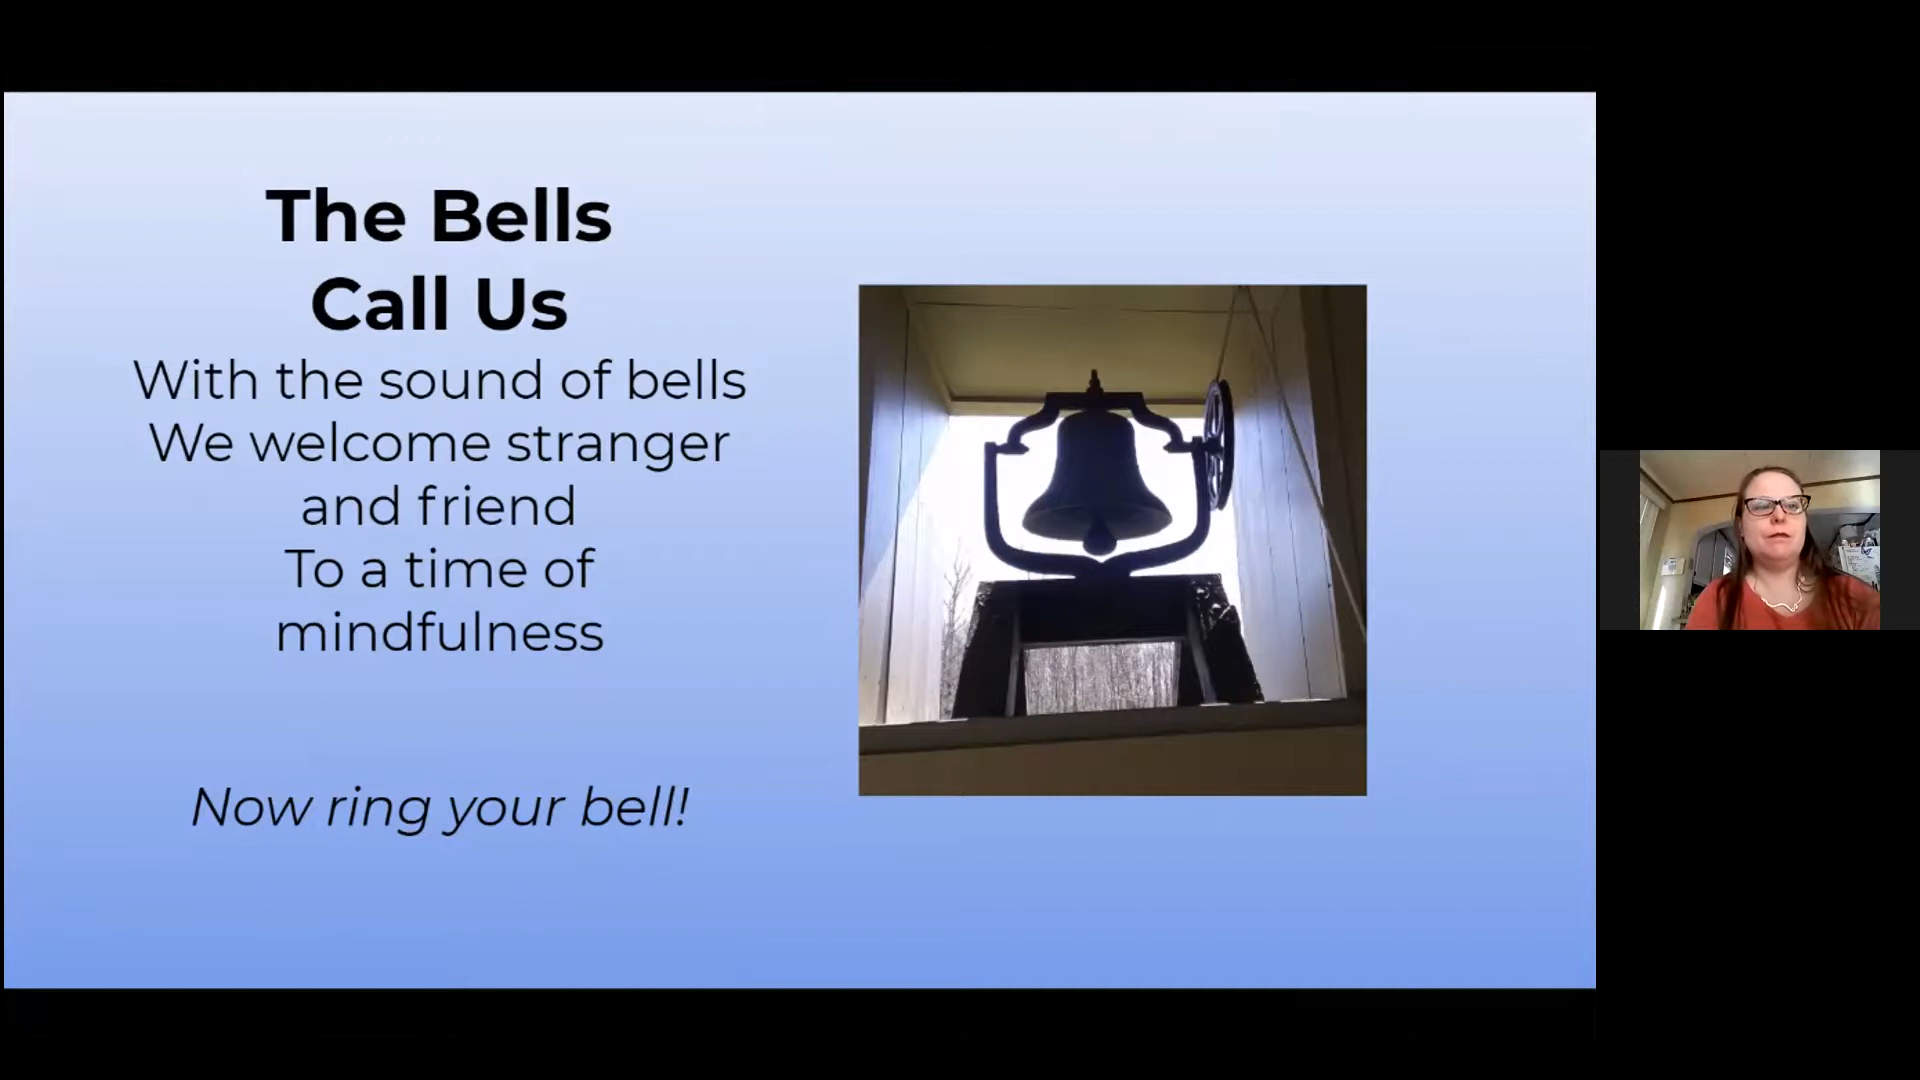 The Bells
Call Us
With the sound of bells
We welcome stranger
and friend
To a time of
mindfulness
Now ring your bell!